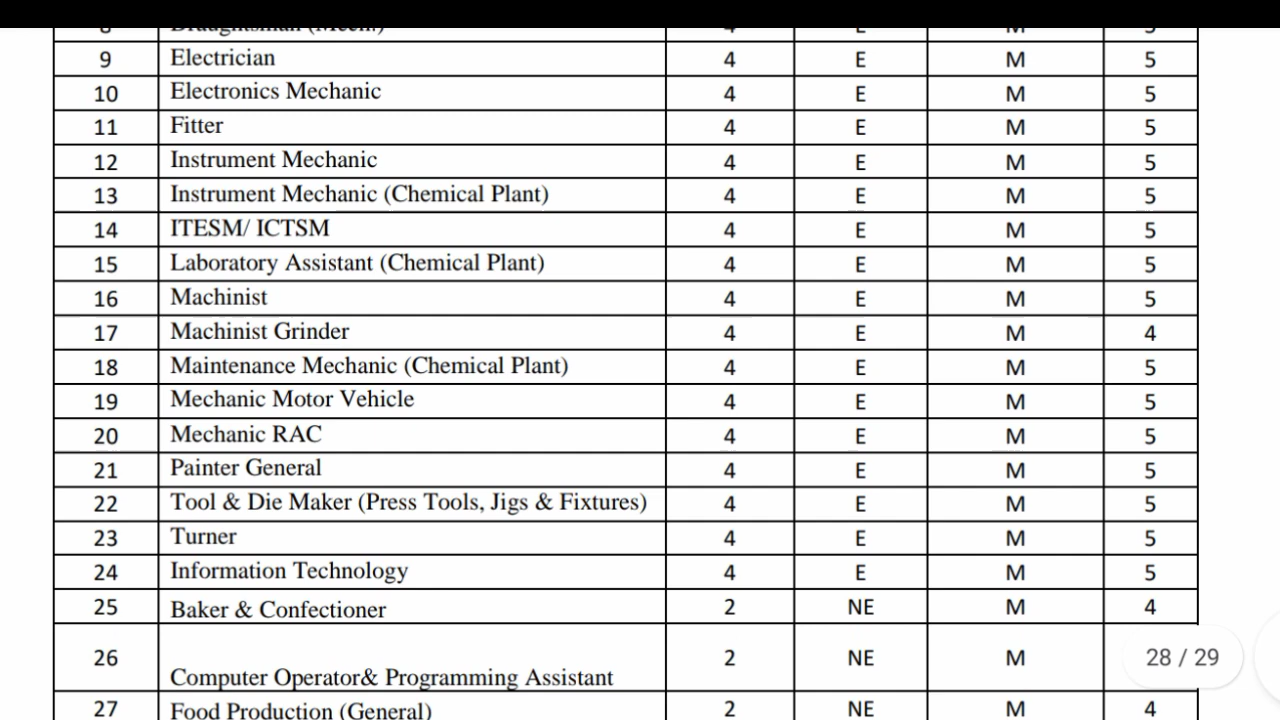 8 Draughtsman (Mech.) 4 E M 5
9 Electrician 4 E M 5
10 Electronics Mechanic 4 E M 5
11 Fitter 4 E M 5
12 Instrument Mechanic 4 E M 5
13 Instrument Mechanic (Chemical Plant) 4 E M 5
14 ITESM/ ICTSM 4 E M 5
15 Laboratory Assistant (Chemical Plant) 4 E M 5
16 Machinist 4 E M 5
17 Machinist Grinder 4 E M 4
18 Maintenance Mechanic (Chemical Plant) 4 E M 5
19 Mechanic Motor Vehicle 4 E M 5
20 Mechanic RAC 4 E M 5
21 Painter General 4 E M 5
22 Tool & Die Maker (Press Tools, Jigs & Fixtures) 4 E M 5
23 Turner 4 E M 5
24 Information Technology 4 E M 5
25 Baker & Confectioner 2 NE M 4
26 Computer Operator& Programming Assistant 2 NE M
28 / 29
27 Food Production (General) 2 NE M 4